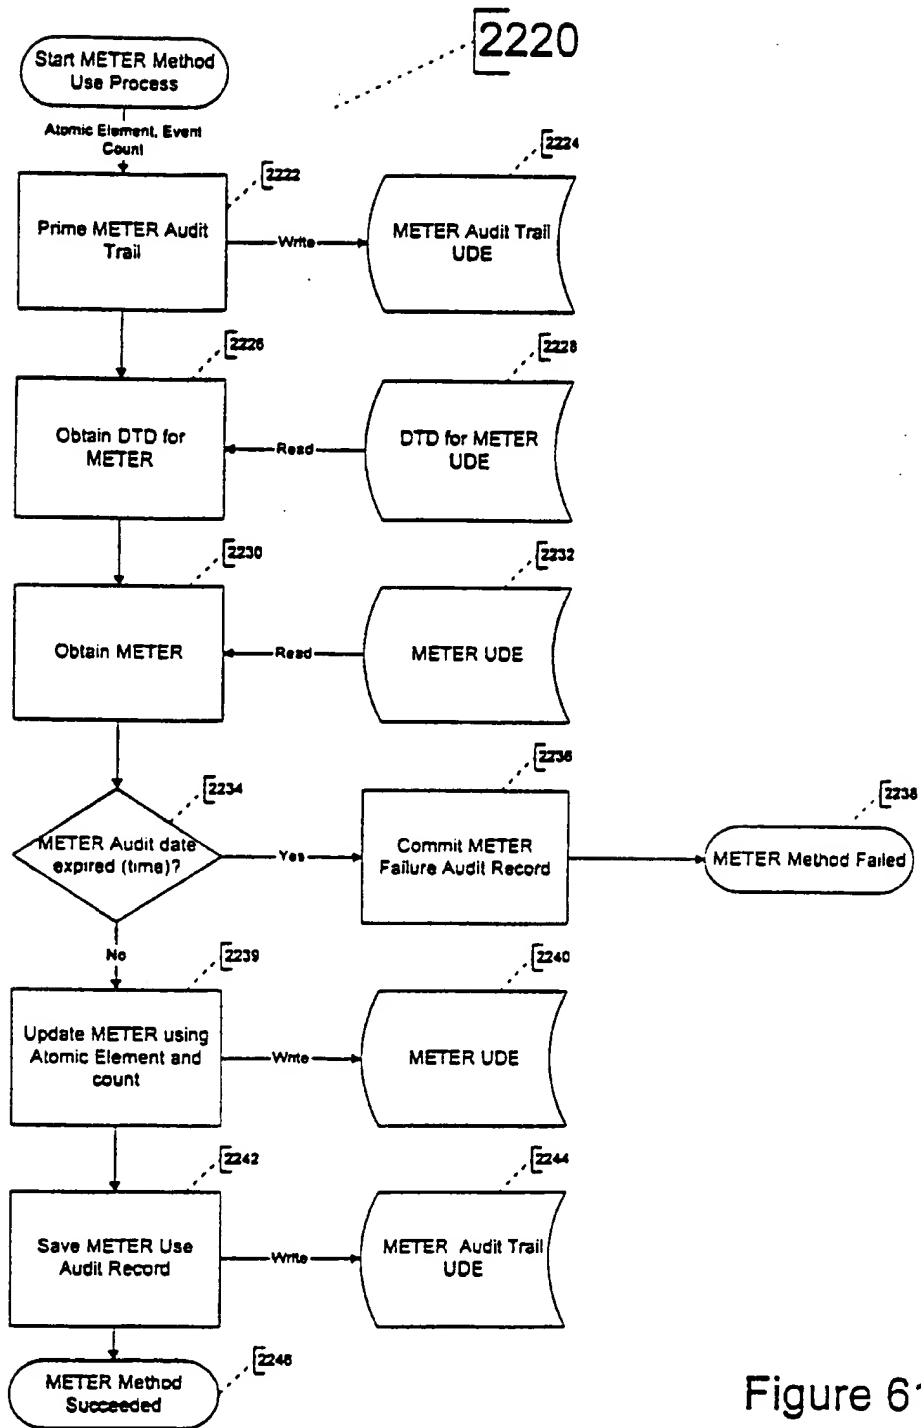 2220
Start METER Method
Use Process
Atomic Element, Event
Count
2222
2224
Prime METER Audit
Trail
Write
METER Audit Trail
UDE
2226
2228
Obtain DTD for
METER
Read
DTD for METER
UDE
2230
2232
Obtain METER
Read
METER UDE
2234
2236
2238
METER Audit date
expired (time)?
Yes
Commit METER
Failure Audit Record
METER Method Failed
No
2239
2240
Update METER using
Atomic Element and
count
Write
METER UDE
2242
2244
Save METER Use
Audit Record
Write
METER Audit Trail
UDE
2246
METER Method
Succeeded
Figure 61